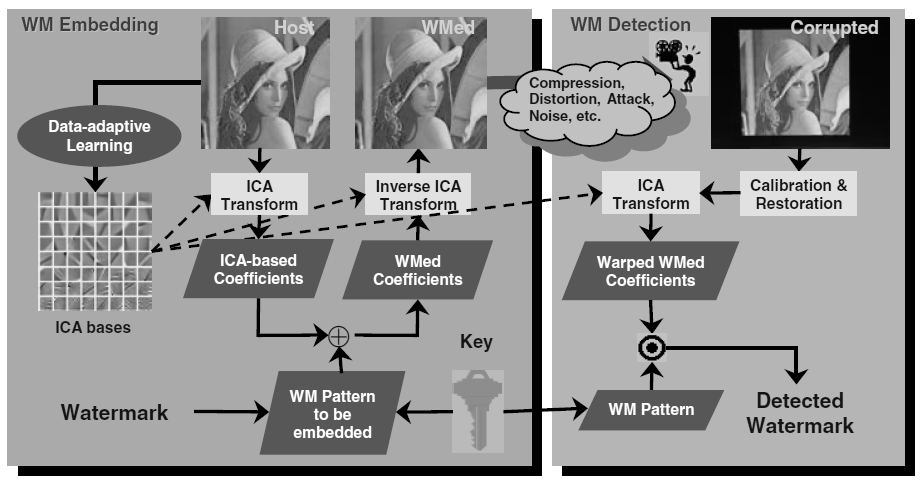 WM Embedding
Host
WMed
WM Detection
Corrupted
Compression,
Distortion, Attack,
Noise, etc.
Data-adaptive
Learning
ICA
Transform
Inverse ICA
Transform
ICA
Transform
Calibration &
Restoration
ICA-based
Coefficients
WMed
Coefficients
Warped WMed
Coefficients
ICA bases
Key
Watermark
WM Pattern
to be
embedded
WM Pattern
Detected
Watermark